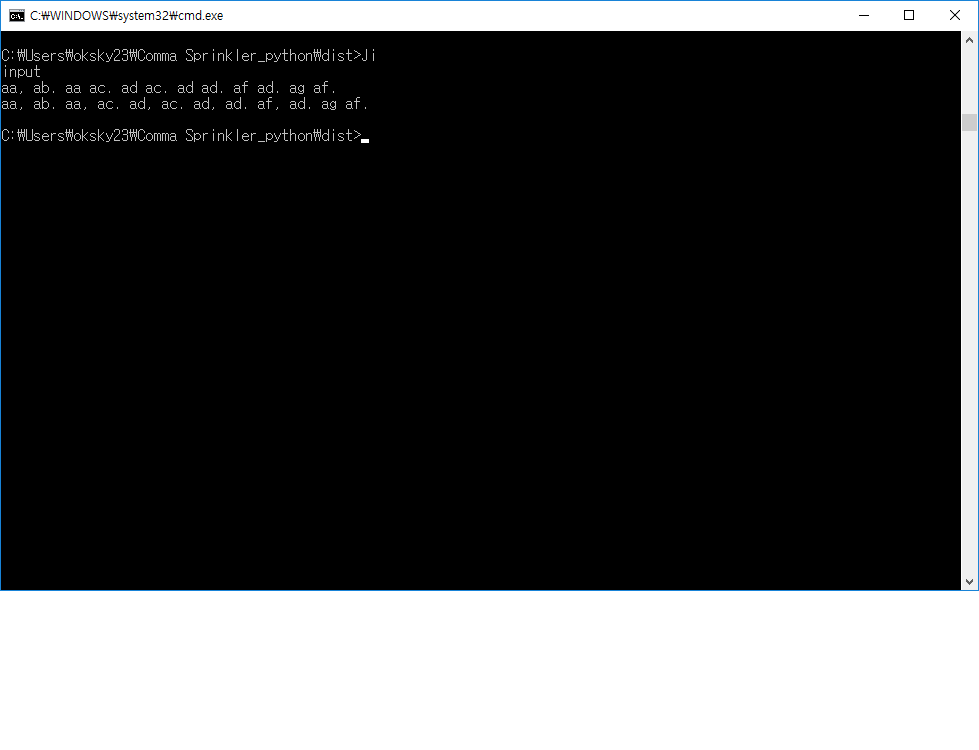 C:\WINDOWS₩system32₩cmd.exe
C:₩Users₩oksky23₩Comma Sprinkler_python₩dist>Ji
input
aa, ab. aa ac. ad ac. ad ad. af ad. ag af.
aa, ab. aa, ac. ad, ac. ad, ad. af, ad. ag af.
C:₩Users₩oksky23₩Comma Sprinkler_python₩dist>